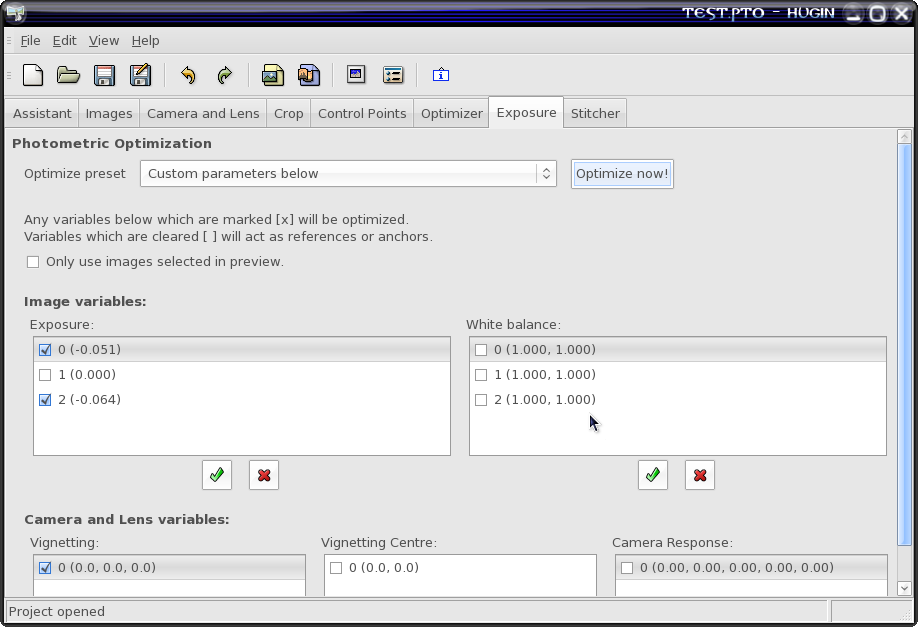 TEST.PTO - HUGIN
File Edit View Help
Assistant Images Camera and Lens Crop Control Points Optimizer Exposure Stitcher
Photometric Optimization
Optimize preset Custom parameters below Optimize now!
Any variables below which are marked [x] will be optimized.
Variables which are cleared [ ] will act as references or anchors.
Only use images selected in preview.
Image variables:
Exposure: White balance:
0 (-0.051) 0 (1.000, 1.000)
1 (0.000) 1 (1.000, 1.000)
2 (-0.064) 2 (1.000, 1.000)
Camera and Lens variables:
Vignetting: Vignetting Centre: Camera Response:
0 (0.0, 0.0, 0.0) 0 (0.0, 0.0) 0 (0.00, 0.00, 0.00, 0.00, 0.00)
Project opened